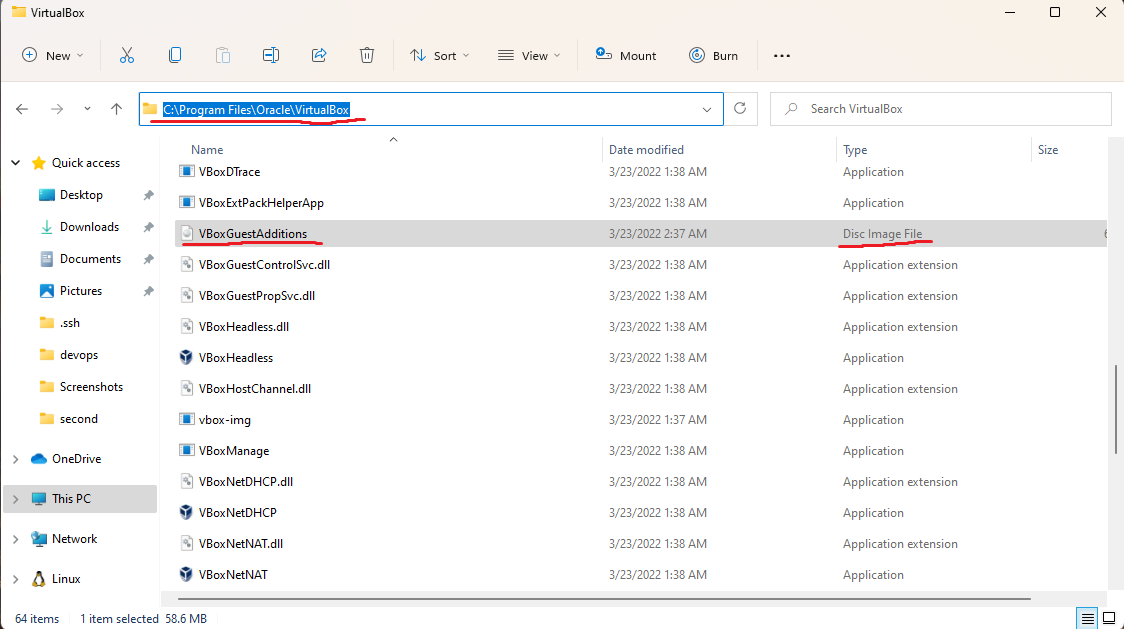 VirtualBox
New
Sort
View
Mount
Burn
C:\Program Files\Oracle\VirtualBox
Search VirtualBox
Name Date modified Type Size
Quick access
Desktop
Downloads
Documents
Pictures
.ssh
devops
Screenshots
second
OneDrive
This PC
Network
Linux
VBoxDTrace 3/23/2022 1:38 AM Application
VBoxExtPackHelperApp 3/23/2022 1:38 AM Application
VBoxGuestAdditions 3/23/2022 2:37 AM Disc Image File
VBoxGuestControlSvc.dll 3/23/2022 1:38 AM Application extension
VBoxGuestPropSvc.dll 3/23/2022 1:38 AM Application extension
VBoxHeadless.dll 3/23/2022 1:38 AM Application extension
VBoxHeadless 3/23/2022 1:38 AM Application
VBoxHostChannel.dll 3/23/2022 1:38 AM Application extension
vbox-img 3/23/2022 1:37 AM Application
VBoxManage 3/23/2022 1:38 AM Application
VBoxNetDHCP.dll 3/23/2022 1:38 AM Application extension
VBoxNetDHCP 3/23/2022 1:38 AM Application
VBoxNetNAT.dll 3/23/2022 1:38 AM Application extension
VBoxNetNAT 3/23/2022 1:38 AM Application
64 items 1 item selected 58.6 MB